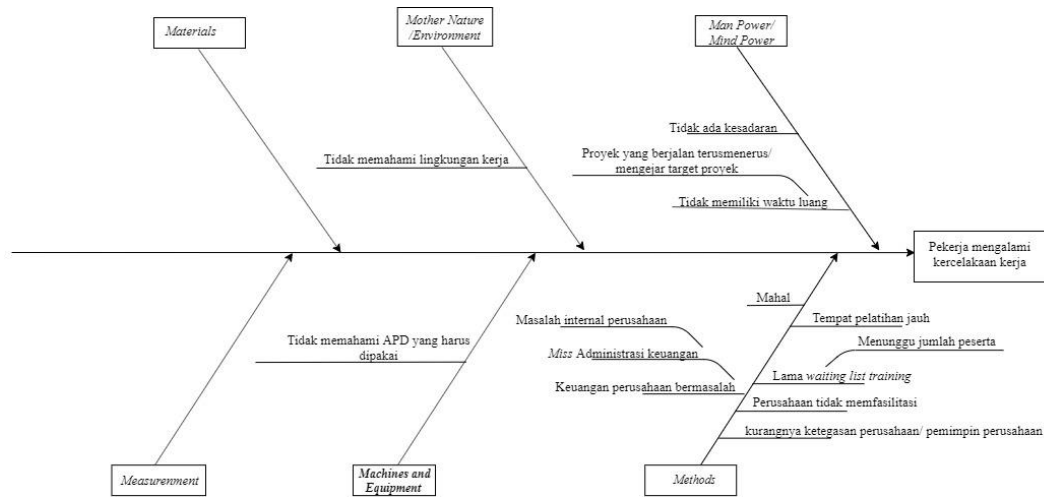 Materials
Mother Nature
/Environment
Man Power/
Mind Power
Tidak ada kesadaran
Tidak memahami lingkungan kerja
Proyek yang berjalan terusmenerus/
mengejar target proyek
Tidak memiliki waktu luang
Pekerja mengalami
kercelakaan kerja
Mahal
Masalah internal perusahaan
Tempat pelatihan jauh
Tidak memahami APD yang harus
dipakai
Menunggu jumlah peserta
Miss Administrasi keuangan
Lama waiting list training
Keuangan perusahaan bermasalah
Perusahaan tidak memfasilitasi
kurangnya ketegasan perusahaan/ pemimpin perusahaan
Measurenment
Machines and
Equipment
Methods